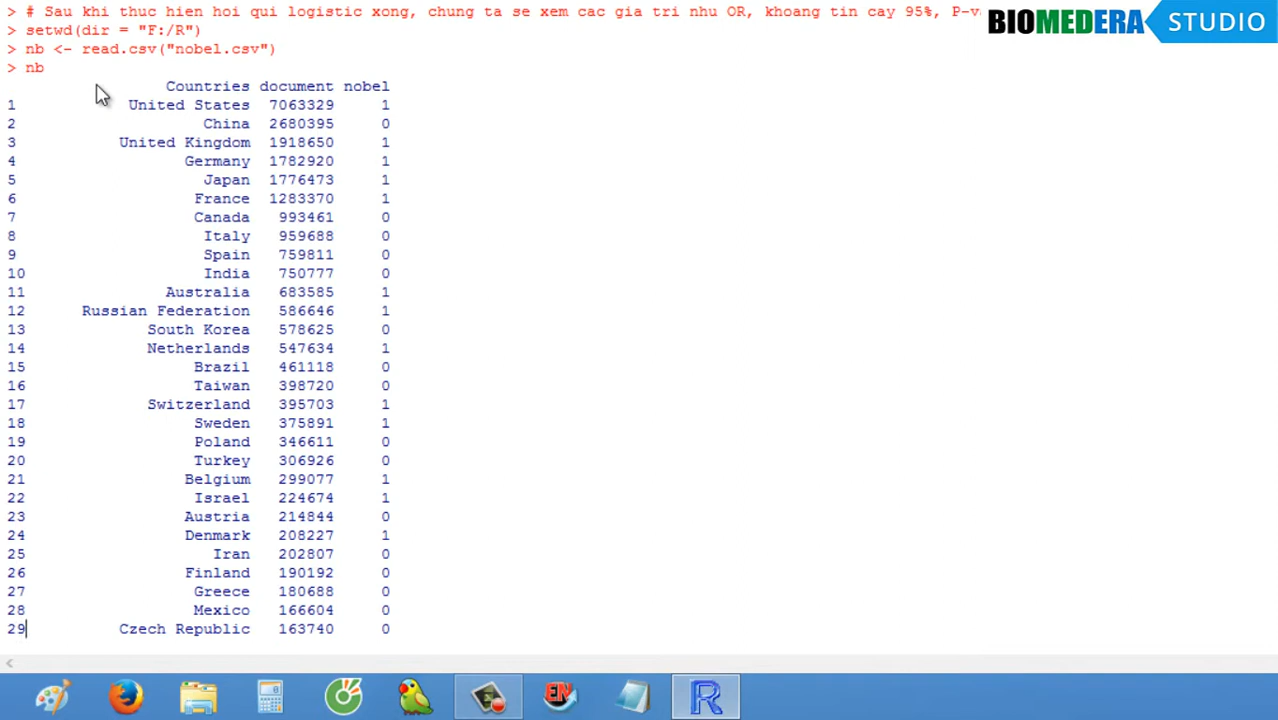 > # Sau khi thuc hien hoi qui logistic xong, chung ta se xem cac gia tri nhu OR, khoang tin cay 95%,
BIOMEDERA STUDIO
> setwd(dir = "F:/R")
> nb <- read.csv("nobel.csv")
> nb
Countries document nobel
1 United States 7063329 1
2 China 2680395 0
3 United Kingdom 1918650 1
4 Germany 1782920 1
5 Japan 1776473 1
6 France 1283370 1
7 Canada 993461 0
8 Italy 959688 0
9 Spain 759811 0
10 India 750777 0
11 Australia 683585 1
12 Russian Federation 586646 1
13 South Korea 578625 0
14 Netherlands 547634 1
15 Brazil 461118 0
16 Taiwan 398720 0
17 Switzerland 395703 1
18 Sweden 375891 1
19 Poland 346611 0
20 Turkey 306926 0
21 Belgium 299077 1
22 Israel 224674 1
23 Austria 214844 0
24 Denmark 208227 1
25 Iran 202807 0
26 Finland 190192 0
27 Greece 180688 0
28 Mexico 166604 0
29 Czech Republic 163740 0
EN
R